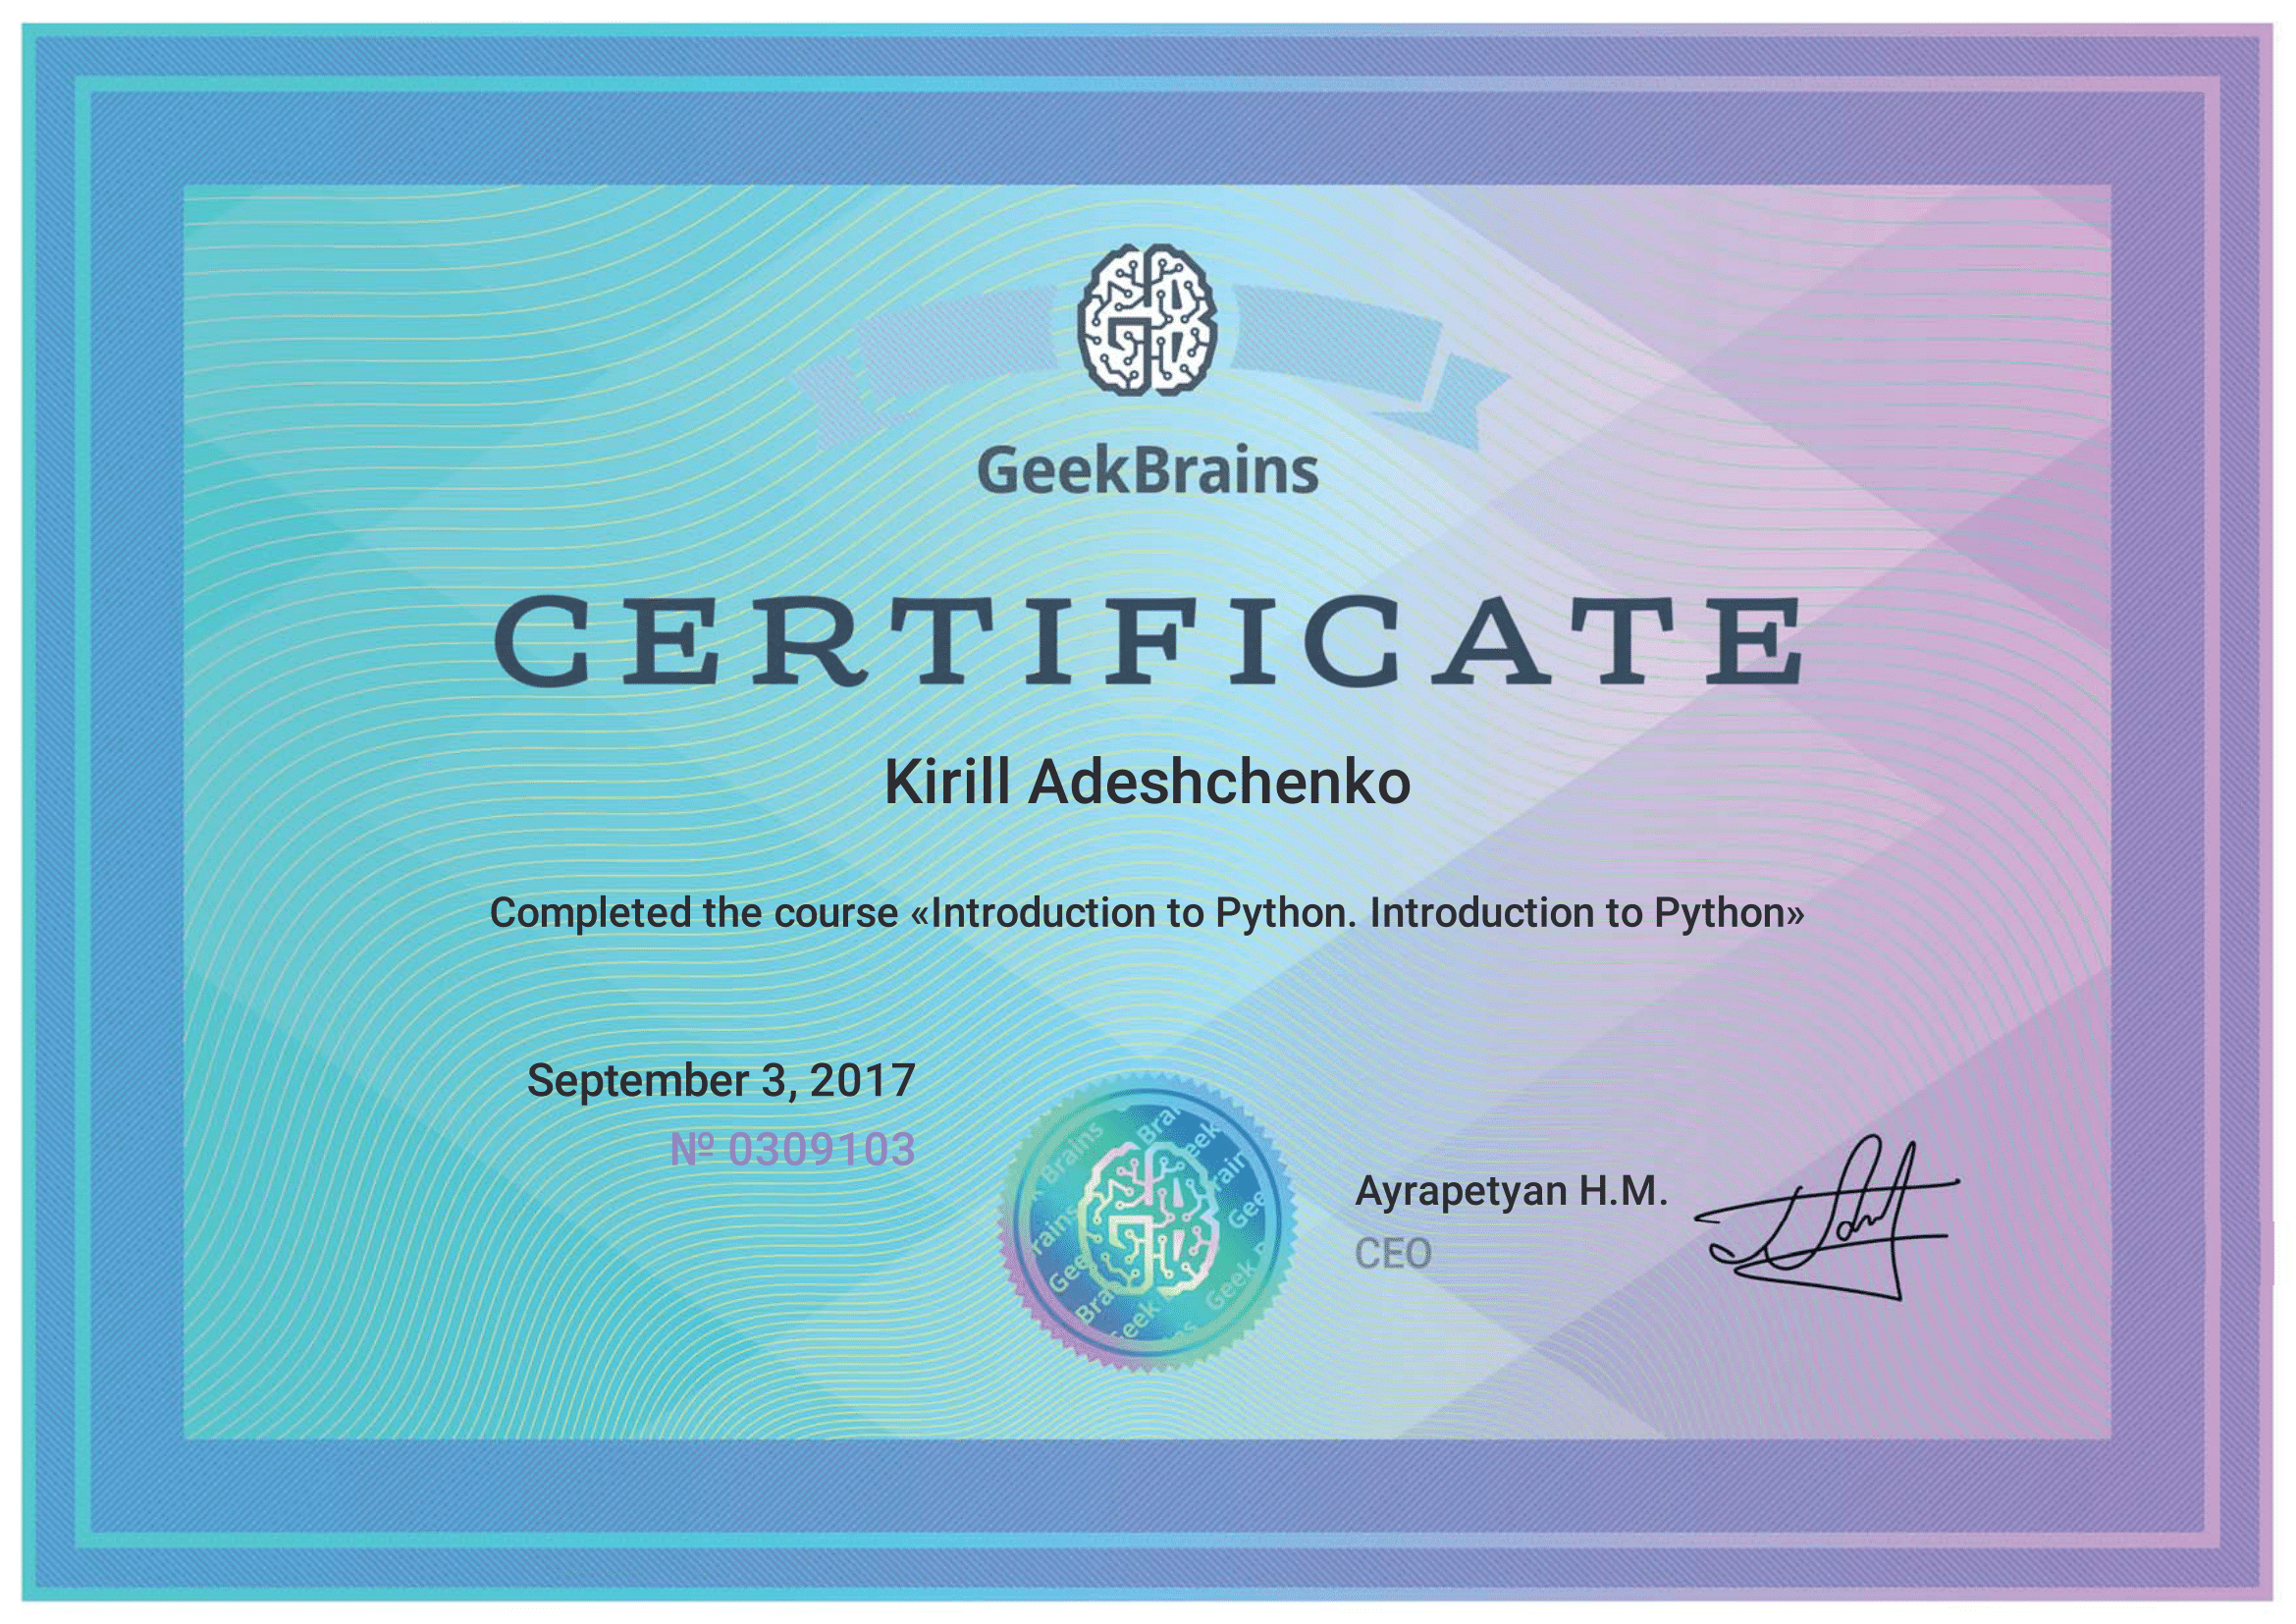 GeekBrains
CERTIFICATE
Kirill Adeshchenko
Completed the course «Introduction to Python. Introduction to Python»
September 3, 2017
№ 0309103
Ayrapetyan H.M.
CEO